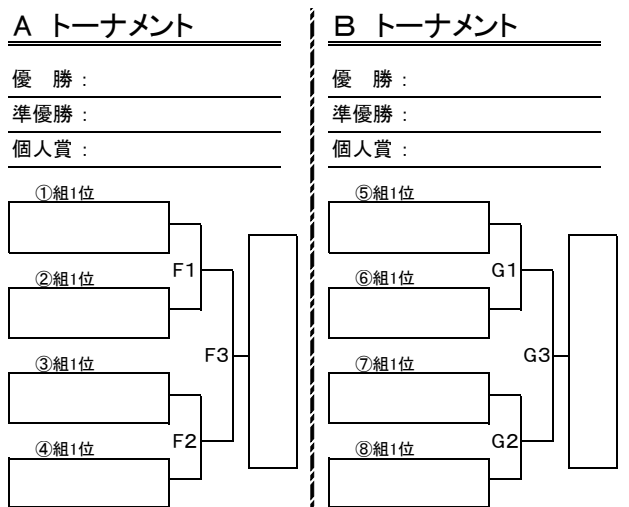 A トーナメント
優　勝：
準優勝：
個人賞：
①組1位
F1
②組1位
F3
③組1位
F2
④組1位
B トーナメント
優　勝：
準優勝：
個人賞：
⑤組1位
G1
⑥組1位
G3
⑦組1位
G2
⑧組1位